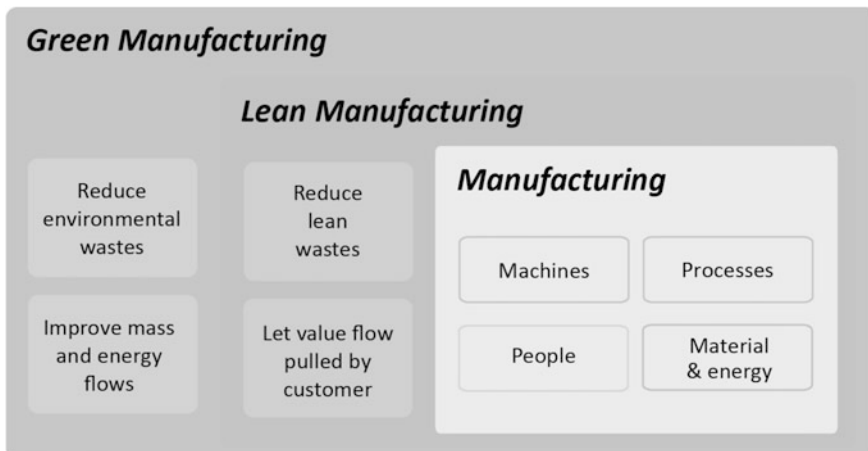 Green Manufacturing
Lean Manufacturing
Manufacturing
Reduce
environmental
wastes
Reduce
lean
wastes
Machines
Processes
Improve mass
and energy
flows
Let value flow
pulled by
customer
People
Material
& energy